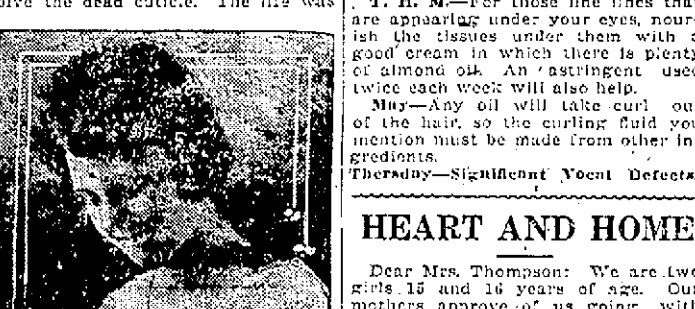 olve the dead cuticle. The file was
T. H. M.—For those fine lines that
are appearing under your eyes, nour-
ish the tissues under them with a
good cream in which there is plenty
of almond oil. An astringent used
twice each week will also help.
May—Any oil will take curl out
of the hair, so the curling fluid you
mention must be made from other in-
gredients.
Thursday—Significant Vocal Defects
HEART AND HOME
Dear Mrs. Thompson: We are two
girls 15 and 16 years of age. Our
mothers approve of us going with